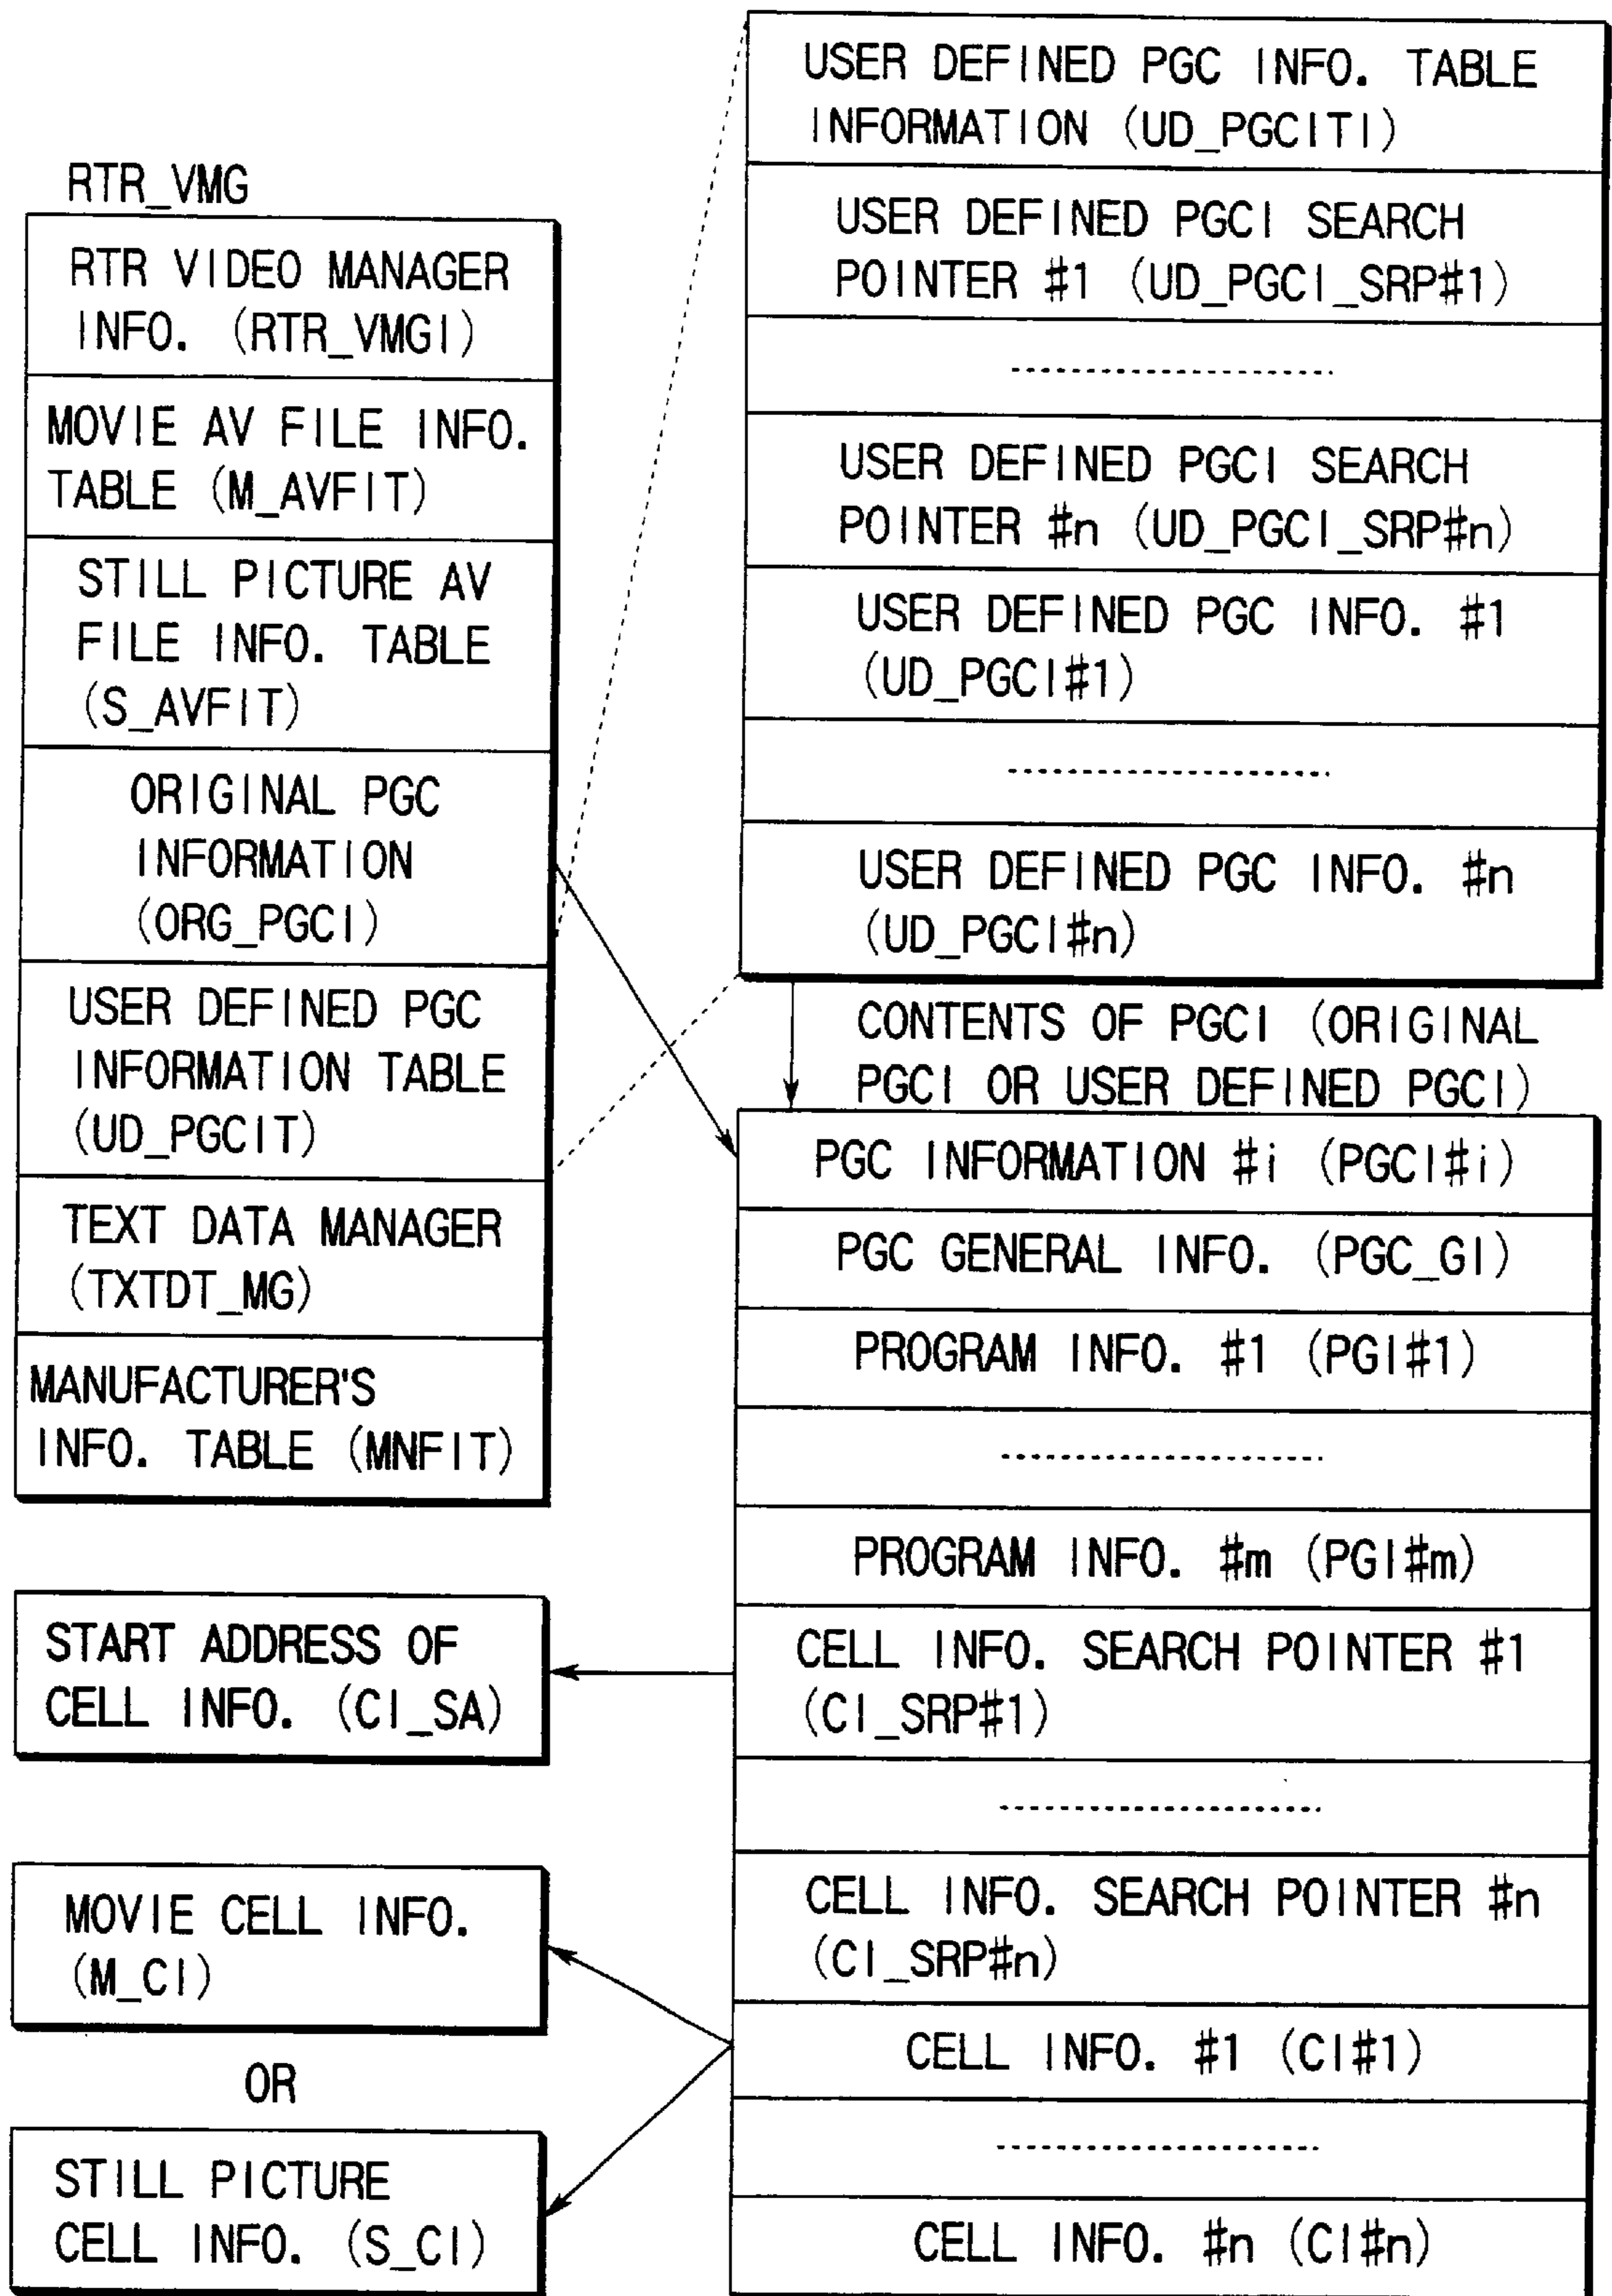 RTR_VMG
RTR VIDEO MANAGER
INFO. (RTR_VMGI)
MOVIE AV FILE INFO.
TABLE (M_AVFIT)
STILL PICTURE AV
FILE INFO. TABLE
(S_AVFIT)
ORIGINAL PGC
INFORMATION
(ORG_PGCI)
USER DEFINED PGC
INFORMATION TABLE
(UD_PGCIT)
TEXT DATA MANAGER
(TXTDT_MG)
MANUFACTURER'S
INFO. TABLE (MNFIT)
USER DEFINED PGC INFO. TABLE
INFORMATION (UD_PGCITI)
USER DEFINED PGCI SEARCH
POINTER #1 (UD_PGCI_SRP#1)
USER DEFINED PGCI SEARCH
POINTER #n (UD_PGCI_SRP#n)
USER DEFINED PGC INFO. #1
(UD_PGCI#1)
USER DEFINED PGC INFO. #n
(UD_PGCI#n)
CONTENTS OF PGCI (ORIGINAL
PGCI OR USER DEFINED PGCI)
PGC INFORMATION #i (PGCI#i)
PGC GENERAL INFO. (PGC_GI)
PROGRAM INFO. #1 (PGI#1)
PROGRAM INFO. #m (PGI#m)
CELL INFO. SEARCH POINTER #1
(CI_SRP#1)
CELL INFO. SEARCH POINTER #n
(CI_SRP#n)
CELL INFO. #1 (CI#1)
CELL INFO. #n (CI#n)
START ADDRESS OF
CELL INFO. (CI_SA)
MOVIE CELL INFO.
(M_CI)
OR
STILL PICTURE
CELL INFO. (S_CI)